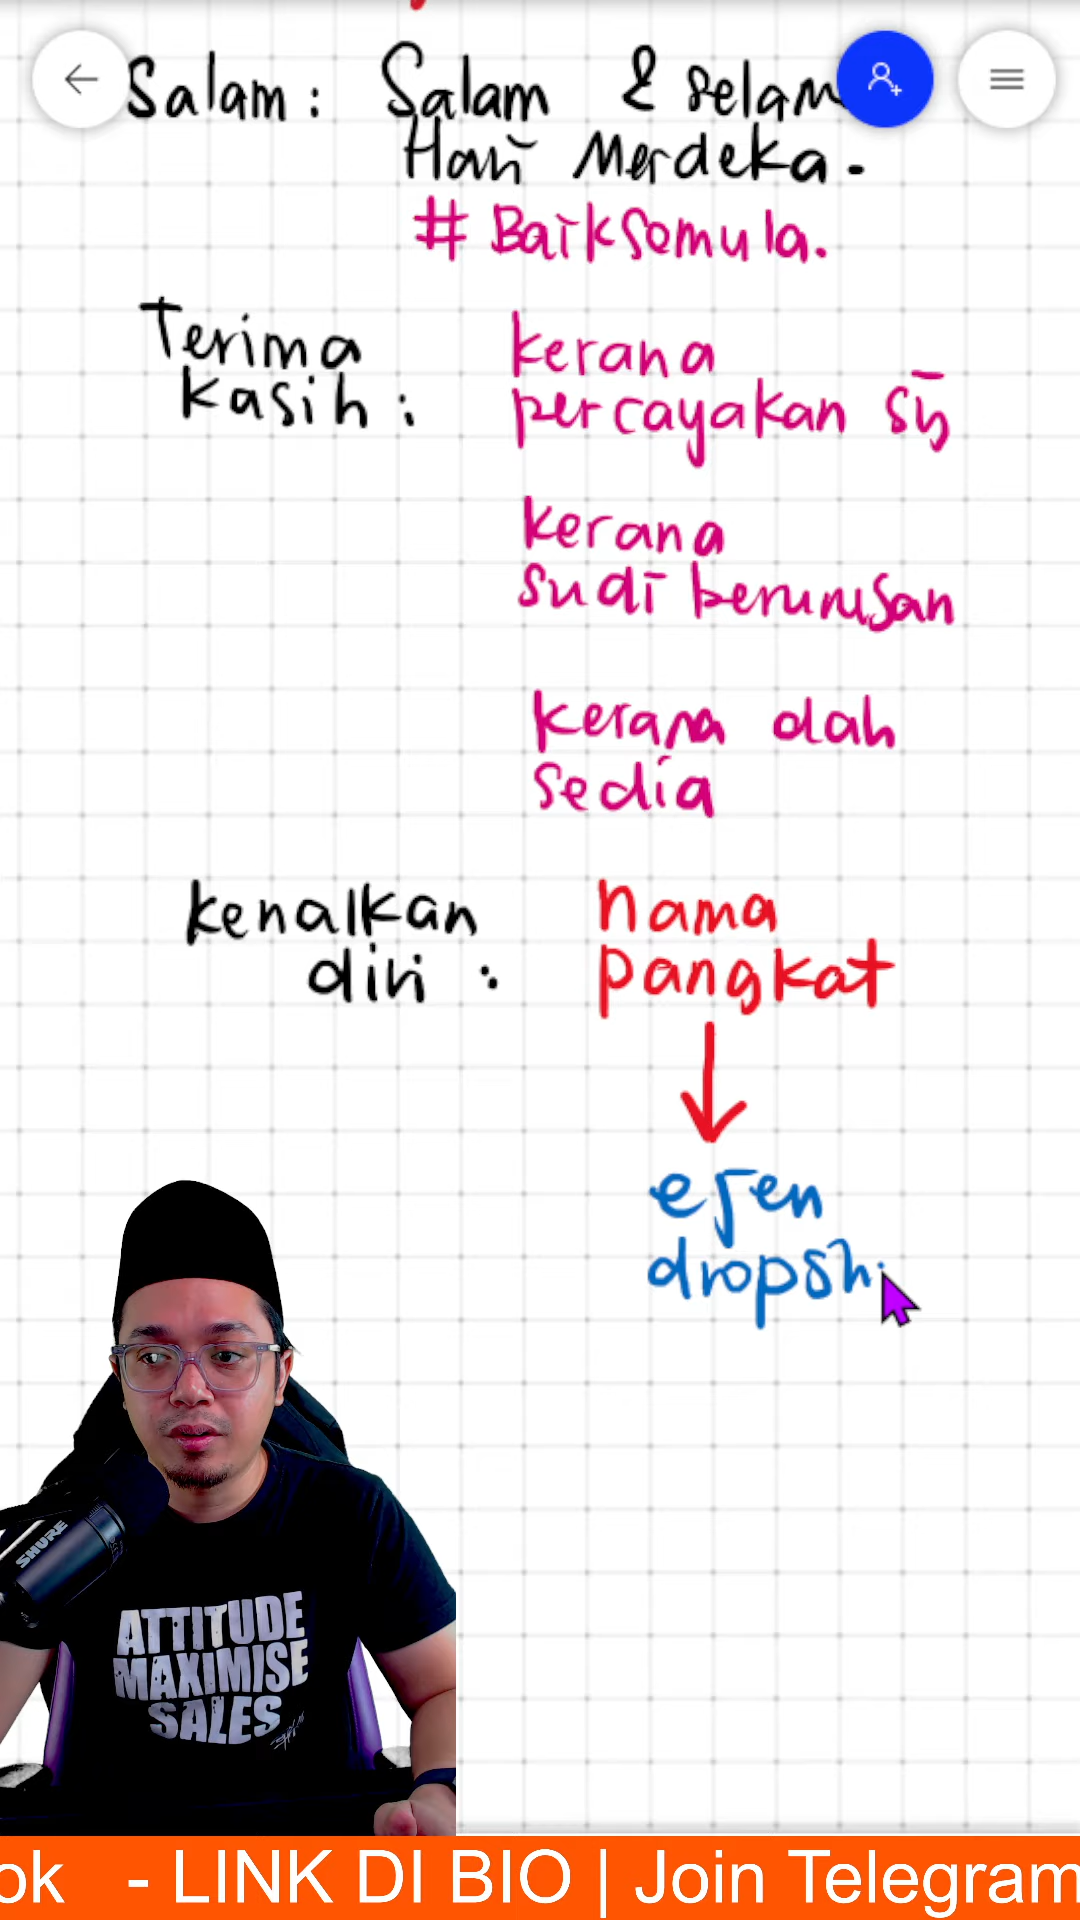 Salam : Salam & selam
Hari Merdeka.
# Baiksemula.
Terima
kasih :
kerana
percayakan sy
kerana
sudi berurusan
kerana dah
sedia
kenalkan
diri :
nama
pangkat
ejen
dropshi
SHURE
ATTITUDE
MAXIMISE
SALES
ok - LINK DI BIO | Join Telegram